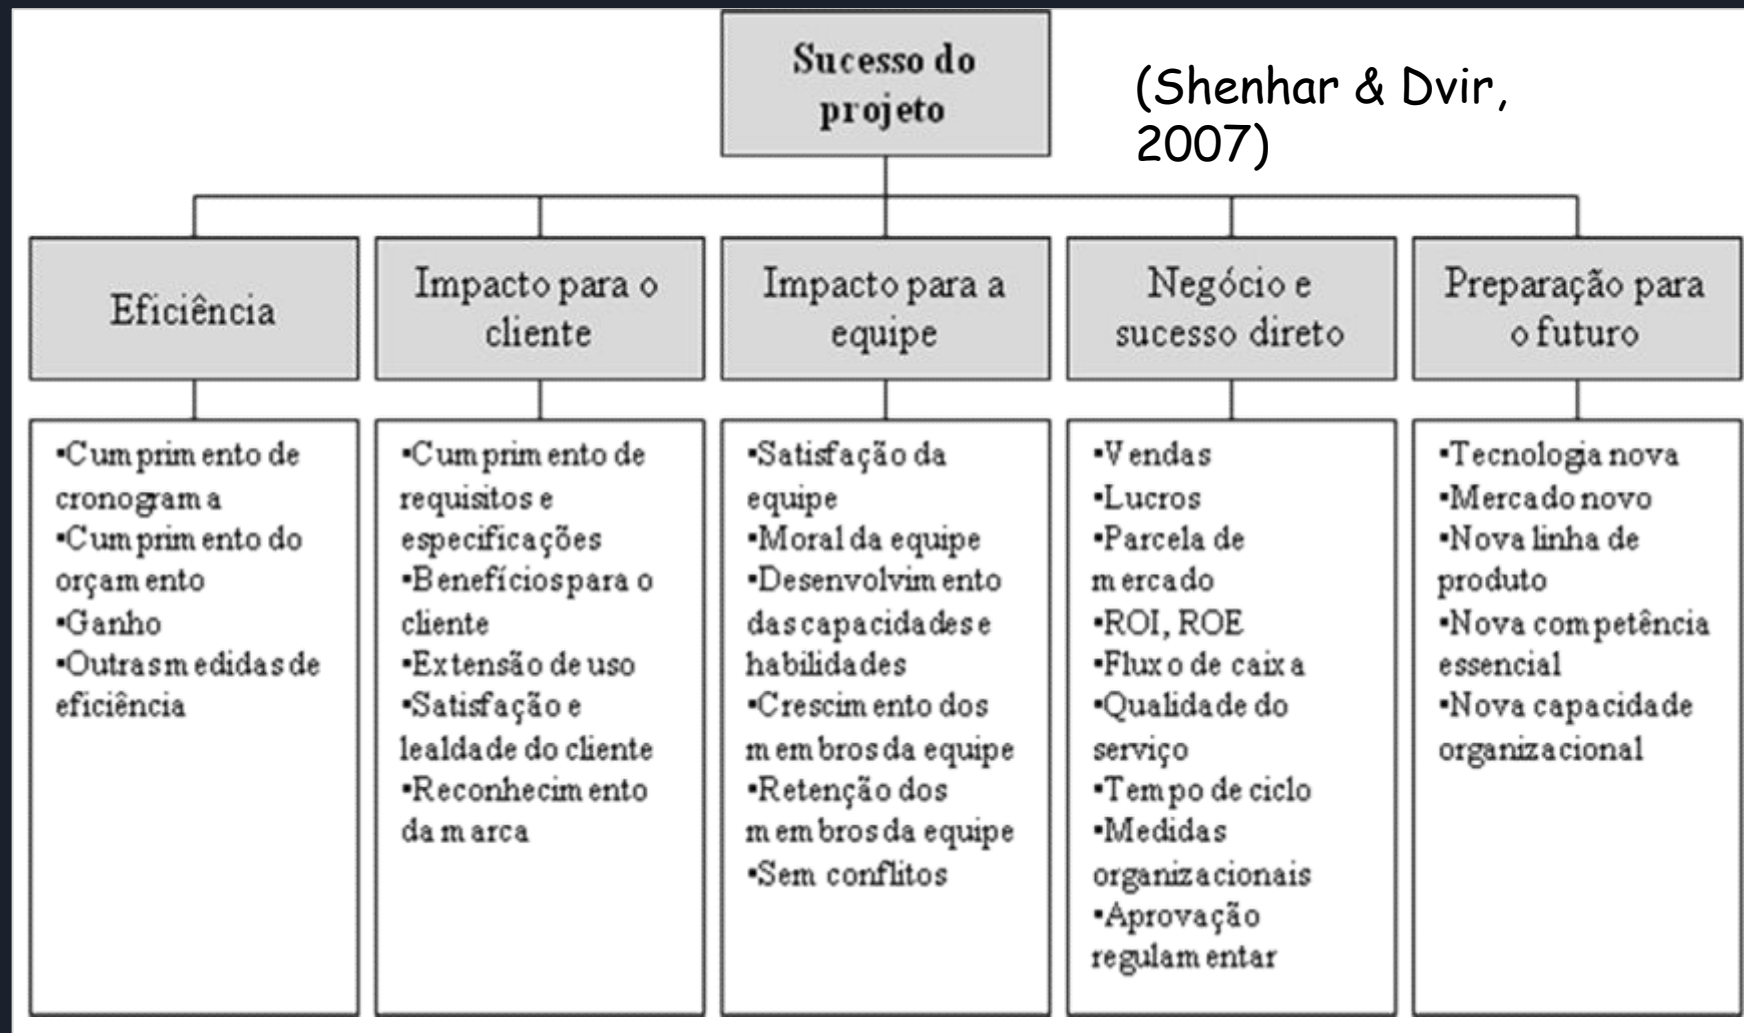 Sucesso do
projeto
(Shenhar & Dvir,
2007)
Eficiência
Impacto para o
cliente
Impacto para a
equipe
Negócio e
sucesso direto
Preparação para
o futuro
▪Cumprimento de
cronograma
▪Cumprimento do
orçamento
▪Ganho
▪Outras medidas de
eficiência
▪Cumprimento de
requisitos e
especificações
▪Benefícios para o
cliente
▪Extensão de uso
▪Satisfação e
lealdade do cliente
▪Reconhecimento
da marca
▪Satisfação da
equipe
▪Moral da equipe
▪Desenvolvimento
das capacidades e
habilidades
▪Crescimento dos
membros da equipe
▪Retenção dos
membros da equipe
▪Sem conflitos
▪Vendas
▪Lucros
▪Parcela de
mercado
▪ROI, ROE
▪Fluxo de caixa
▪Qualidade do
serviço
▪Tempo de ciclo
▪Medidas
organizacionais
▪Aprovação
regulamentar
▪Tecnologia nova
▪Mercado novo
▪Nova linha de
produto
▪Nova competência
essencial
▪Nova capacidade
organizacional